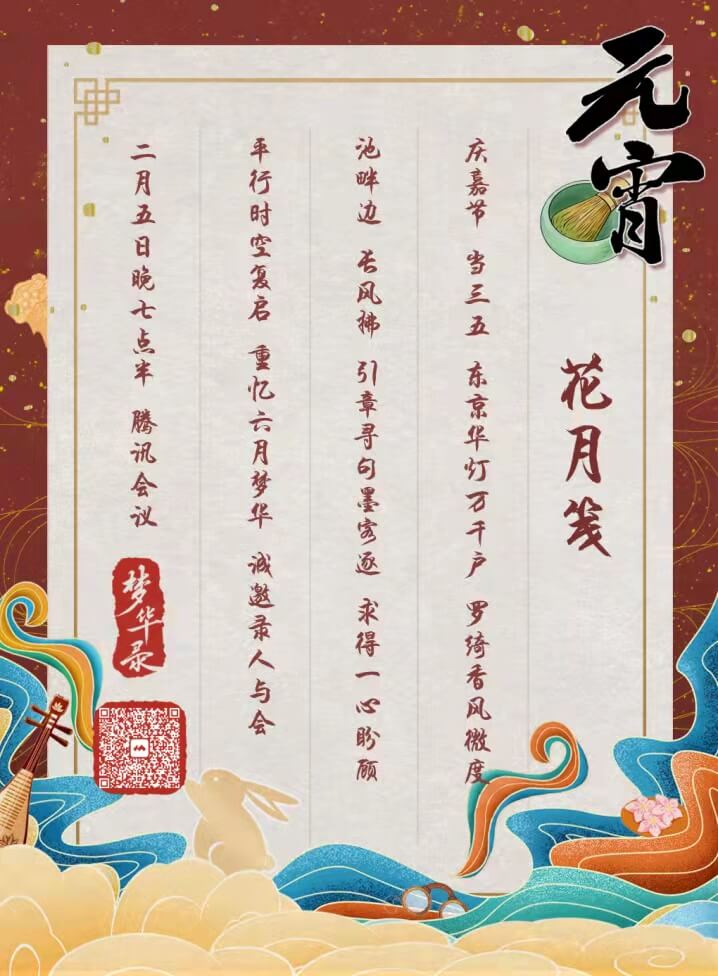 元宵
花月笺
庆嘉节 当三五 东京华灯万千户 罗绮香风微度
池畔边 长风拂 引章寻句墨客逐 求得一心盼顾
平行时空复启 重忆六月梦华 诚邀录人与会
二月五日晚七点半 腾讯会议
梦华录